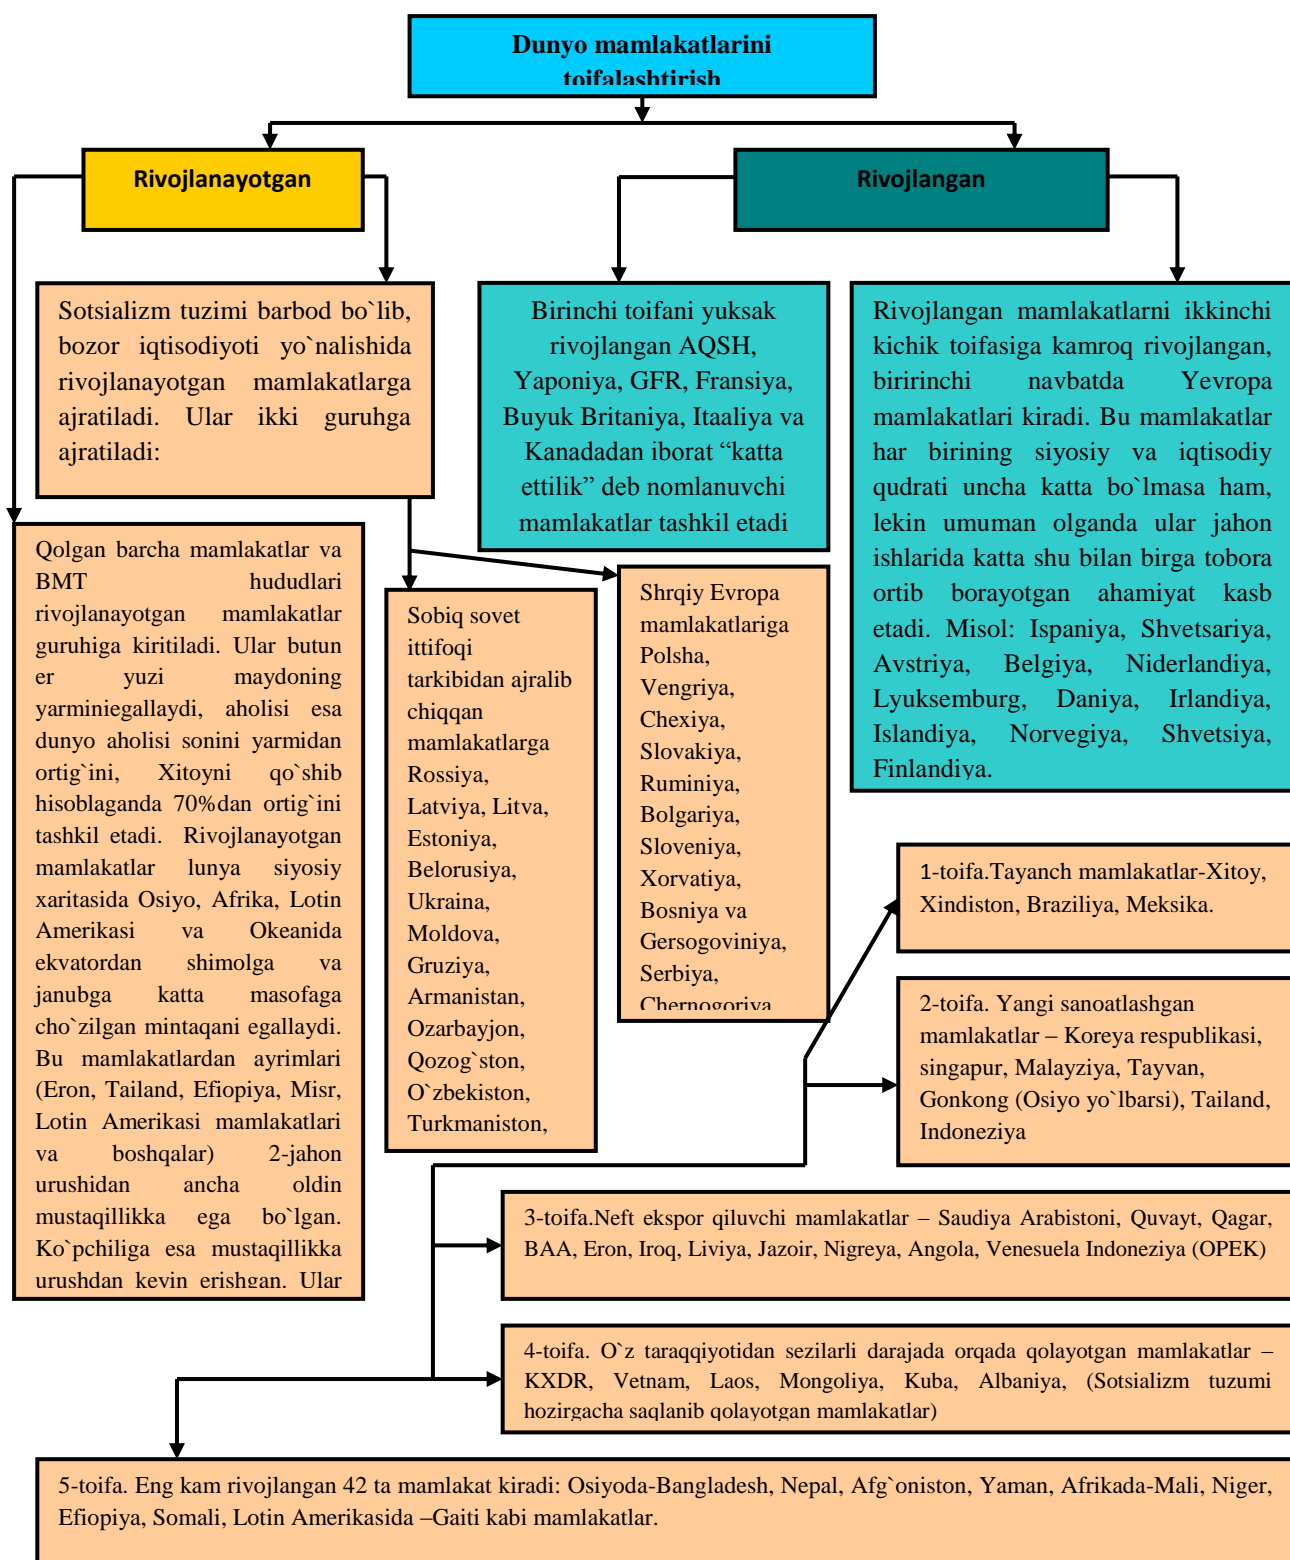 Dunyo mamlakatlarini
toifalashtirish
Rivojlanayotgan
Rivojlangan
Sotsializm tuzimi barbod bo`lib,
bozor iqtisodiyoti yo`nalishida
rivojlanayotgan mamlakatlarga
ajratiladi. Ular ikki guruhga
ajratiladi:
Birinchi toifani yuksak
rivojlangan AQSH,
Yaponiya, GFR, Fransiya,
Buyuk Britaniya, Itaaliya va
Kanadadan iborat “katta
ettilik” deb nomlanuvchi
mamlakatlar tashkil etadi
Rivojlangan mamlakatlarni ikkinchi
kichik toifasiga kamroq rivojlangan,
biririnchi navbatda Yevropa
mamlakatlari kiradi. Bu mamlakatlar
har birining siyosiy va iqtisodiy
qudrati uncha katta bo`lmasa ham,
lekin umuman olganda ular jahon
ishlarida katta shu bilan birga tobora
ortib borayotgan ahamiyat kasb
etadi. Misol: Ispaniya, Shvetsariya,
Avstriya, Belgiya, Niderlandiya,
Lyuksemburg, Daniya, Irlandiya,
Islandiya, Norvegiya, Shvetsiya,
Finlandiya.
Qolgan barcha mamlakatlar va
BMT hududlari
rivojlanayotgan mamlakatlar
guruhiga kiritiladi. Ular butun
er yuzi maydoning
yarminiegallaydi, aholisi esa
dunyo aholisi sonini yarmidan
ortig`ini, Xitoyni qo`shib
hisoblaganda 70%dan ortig`ini
tashkil etadi. Rivojlanayotgan
mamlakatlar lunya siyosiy
xaritasida Osiyo, Afrika, Lotin
Amerikasi va Okeanida
ekvatordan shimolga va
janubga katta masofaga
cho`zilgan mintaqani egallaydi.
Bu mamlakatlardan ayrimlari
(Eron, Tailand, Efiopiya, Misr,
Lotin Amerikasi mamlakatlari
va boshqalar) 2-jahon
urushidan ancha oldin
mustaqillikka ega bo`lgan.
Ko`pchiliga esa mustaqillikka
urushdan keyin erishgan. Ular
Sobiq sovet
ittifoqi
tarkibidan ajralib
chiqqan
mamlakatlarga
Rossiya,
Latviya, Litva,
Estoniya,
Belorusiya,
Ukraina,
Moldova,
Gruziya,
Armanistan,
Ozarbayjon,
Qozog`ston,
O`zbekiston,
Turkmaniston,
Shrqiy Evropa
mamlakatlariga
Polsha,
Vengriya,
Chexiya,
Slovakiya,
Ruminiya,
Bolgariya,
Sloveniya,
Xorvatiya,
Bosniya va
Gersogoviniya,
Serbiya,
Chernogoriya
1-toifa.Tayanch mamlakatlar-Xitoy,
Xindiston, Braziliya, Meksika.
2-toifa. Yangi sanoatlashgan
mamlakatlar – Koreya respublikasi,
singapur, Malayziya, Tayvan,
Gonkong (Osiyo yo`lbarsi), Tailand,
Indoneziya
3-toifa.Neft ekspor qiluvchi mamlakatlar – Saudiya Arabistoni, Quvayt, Qagar,
BAA, Eron, Iroq, Liviya, Jazoir, Nigreya, Angola, Venesuela Indoneziya (OPEK)
4-toifa. O`z taraqqiyotidan sezilarli darajada orqada qolayotgan mamlakatlar –
KXDR, Vetnam, Laos, Mongoliya, Kuba, Albaniya, (Sotsializm tuzumi
hozirgacha saqlanib qolayotgan mamlakatlar)
5-toifa. Eng kam rivojlangan 42 ta mamlakat kiradi: Osiyoda-Bangladesh, Nepal, Afg`oniston, Yaman, Afrikada-Mali, Niger,
Efiopiya, Somali, Lotin Amerikasida –Gaiti kabi mamlakatlar.